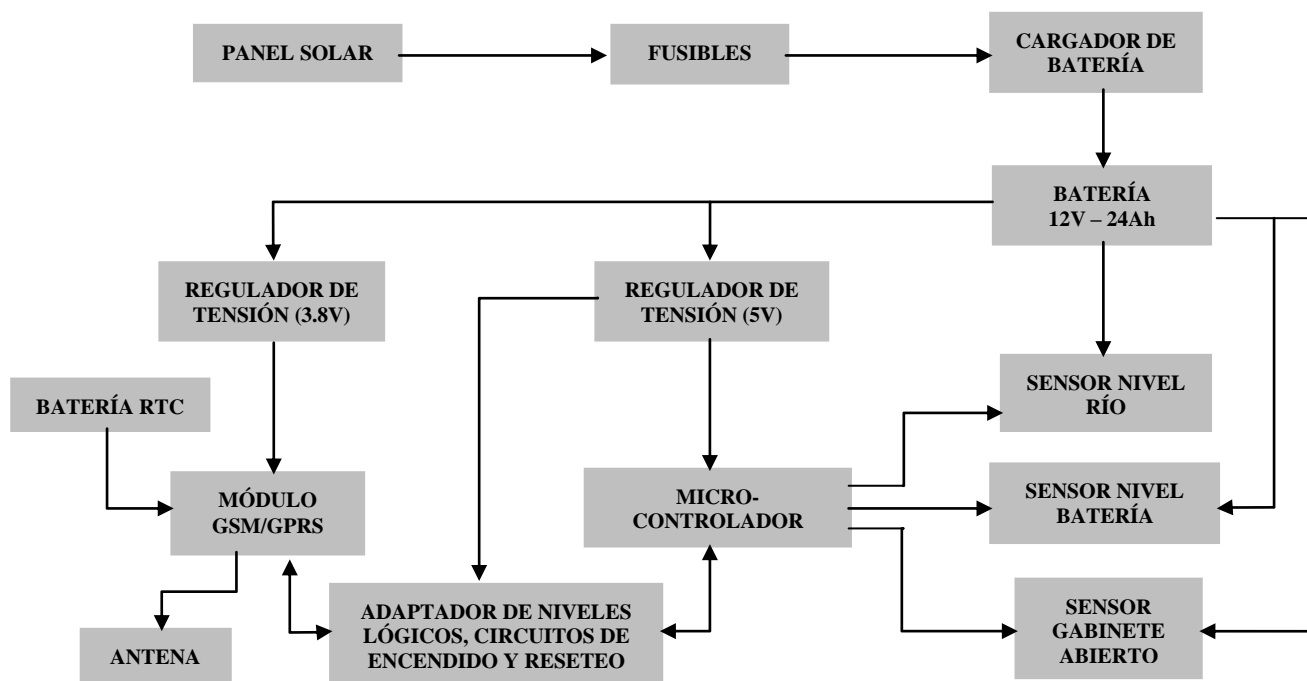 PANEL SOLAR
FUSIBLES
CARGADOR DE
BATERÍA
BATERÍA
12V – 24Ah
REGULADOR DE
TENSIÓN (3.8V)
REGULADOR DE
TENSIÓN (5V)
SENSOR NIVEL
RÍO
BATERÍA RTC
MÓDULO
GSM/GPRS
MICRO-
CONTROLADOR
SENSOR NIVEL
BATERÍA
ADAPTADOR DE NIVELES
LÓGICOS, CIRCUITOS DE
ENCENDIDO Y RESETEO
SENSOR
GABINETE
ABIERTO
ANTENA